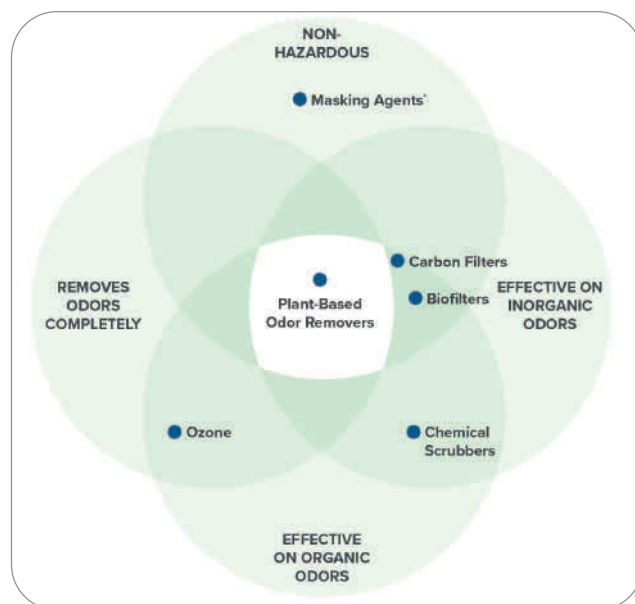 NON-
HAZARDOUS
Masking Agents*
Carbon Filters
REMOVES
ODORS
COMPLETELY
Plant-Based
Odor Removers
Biofilters
EFFECTIVE ON
INORGANIC
ODORS
Ozone
Chemical
Scrubbers
EFFECTIVE
ON ORGANIC
ODORS